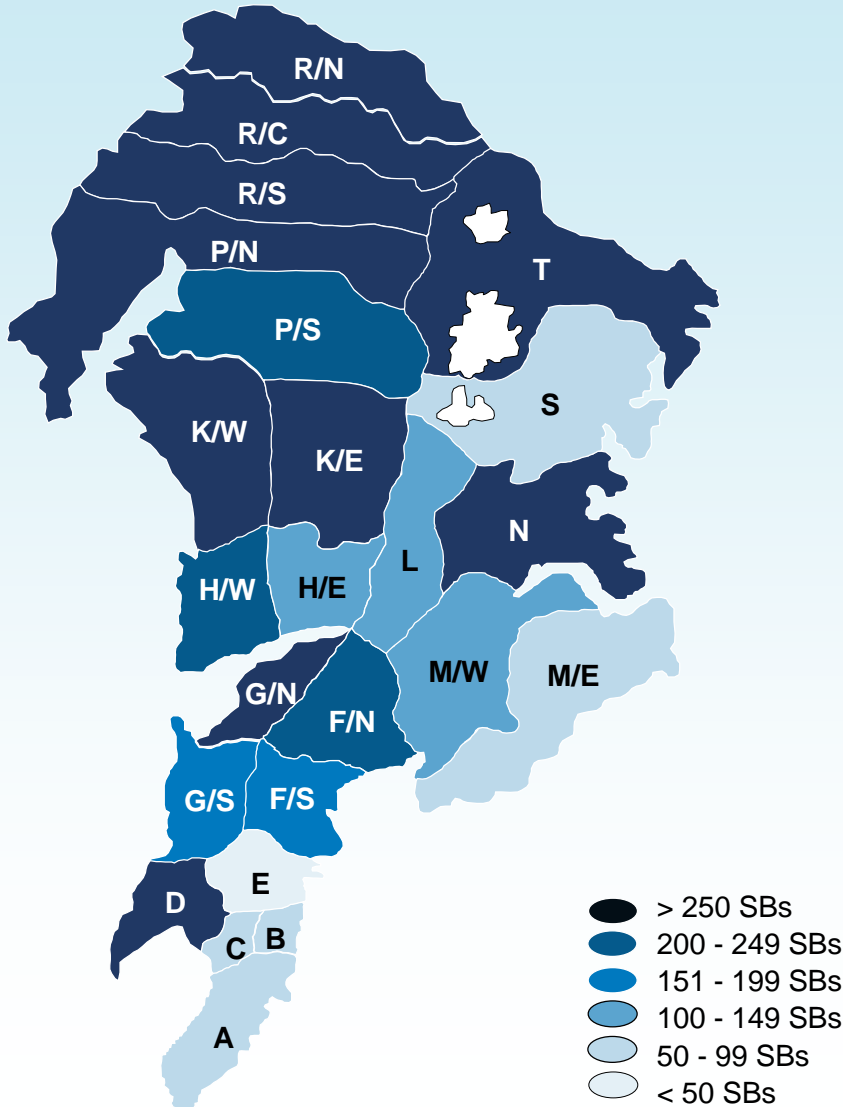 R/N
R/C
R/S
P/N
T
P/S
S
K/W
K/E
N
L
H/W
H/E
M/W
M/E
G/N
F/N
G/S
F/S
E
D
B
C
A
> 250 SBs
200 - 249 SBs
151 - 199 SBs
100 - 149 SBs
50 - 99 SBs
< 50 SBs